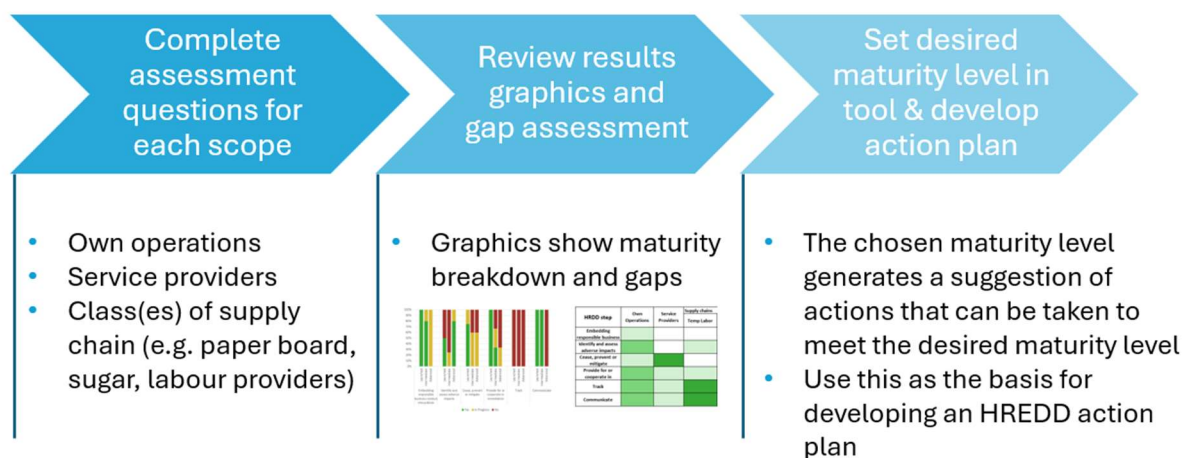 Complete
assessment
questions for
each scope
Review results
graphics and
gap assessment
Set desired
maturity level in
tool & develop
action plan
• Own operations
• Service providers
• Class(es) of supply
chain (e.g. paper board,
sugar, labour providers)
• Graphics show maturity
breakdown and gaps
HRDD step
Own
Operations
Service
Providers
Supply chains
Temp Labor
Embedding
responsible business
Identify and assess
adverse impacts
Cease, prevent or
mitigate
Provide for or
cooperate in
Track
Communicate
• The chosen maturity level
generates a suggestion of
actions that can be taken to
meet the desired maturity level
• Use this as the basis for
developing an HREDD action
plan